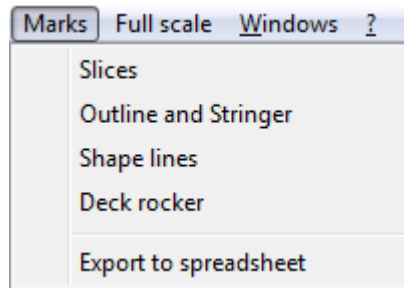 Marks Full scale Windows ?
Slices
Outline and Stringer
Shape lines
Deck rocker
Export to spreadsheet